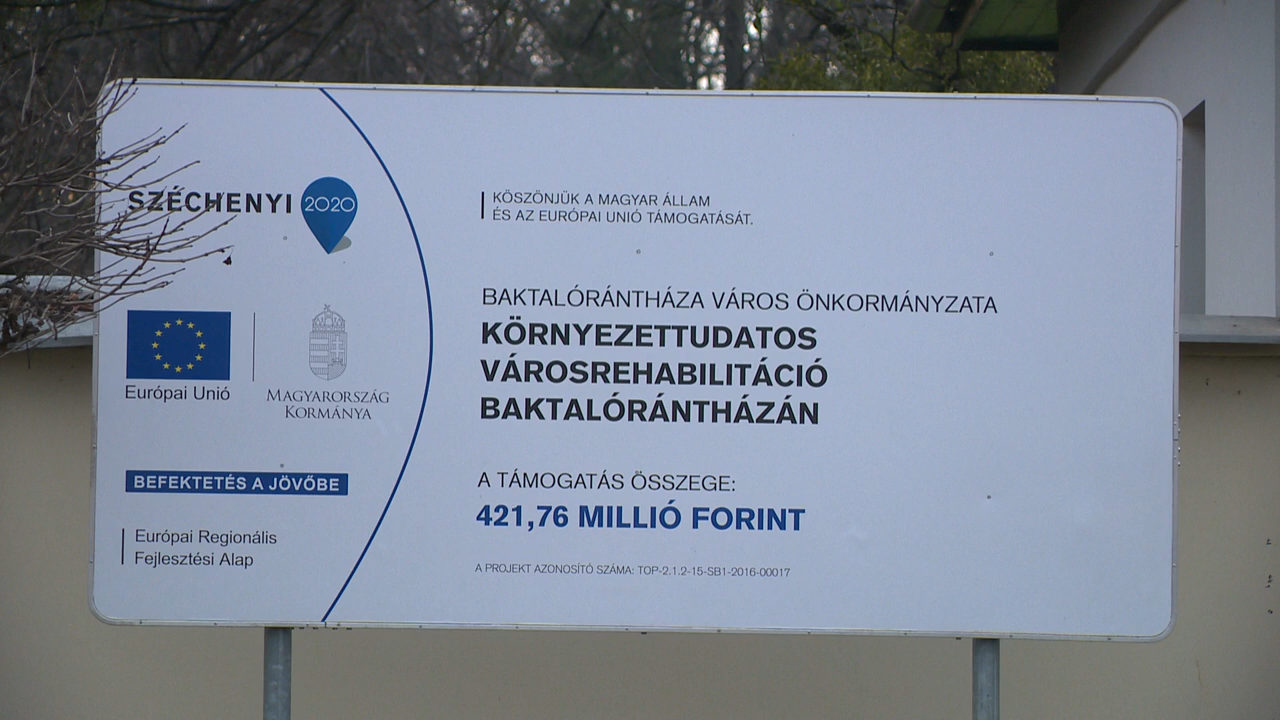 SZÉCHENYI 2020
Európai Unió
MAGYARORSZÁG
KORMÁNYA
BEFEKTETÉS A JÖVŐBE
Európai Regionális
Fejlesztési Alap
KÖSZÖNJÜK A MAGYAR ÁLLAM
ÉS AZ EURÓPAI UNIÓ TÁMOGATÁSÁT.
BAKTALÓRÁNTHÁZA VÁROS ÖNKORMÁNYZATA
KÖRNYEZETTUDATOS
VÁROSREHABILITÁCIÓ
BAKTALÓRÁNTHÁZÁN
A TÁMOGATÁS ÖSSZEGE:
421,76 MILLIÓ FORINT
A PROJEKT AZONOSÍTÓ SZÁMA: TOP-2.1.2-15-SB1-2016-00017